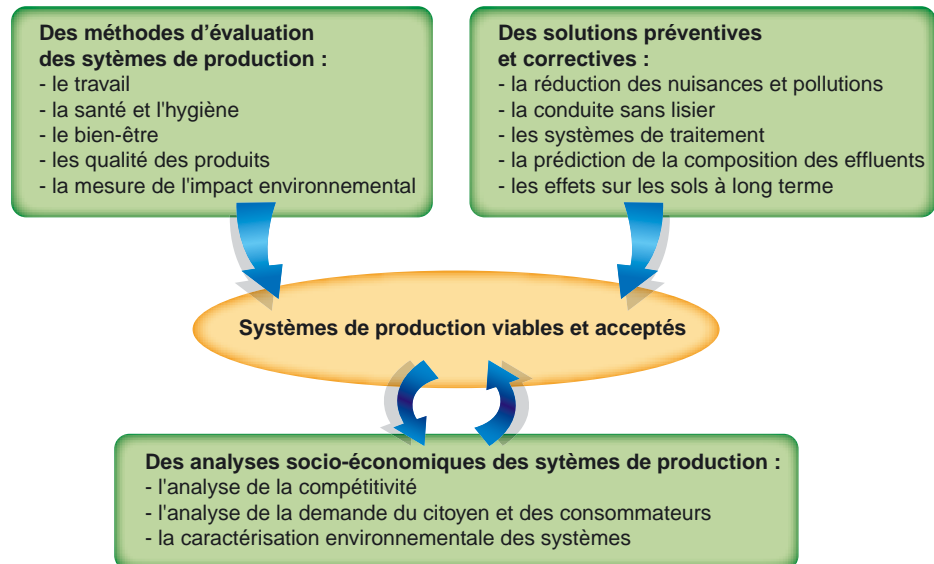 Des méthodes d'évaluation
des sytèmes de production :
- le travail
- la santé et l'hygiène
- le bien-être
- les qualité des produits
- la mesure de l'impact environnemental
Des solutions préventives
et correctives :
- la réduction des nuisances et pollutions
- la conduite sans lisier
- les systèmes de traitement
- la prédiction de la composition des effluents
- les effets sur les sols à long terme
Systèmes de production viables et acceptés
Des analyses socio-économiques des sytèmes de production :
- l'analyse de la compétitivité
- l'analyse de la demande du citoyen et des consommateurs
- la caractérisation environnementale des systèmes